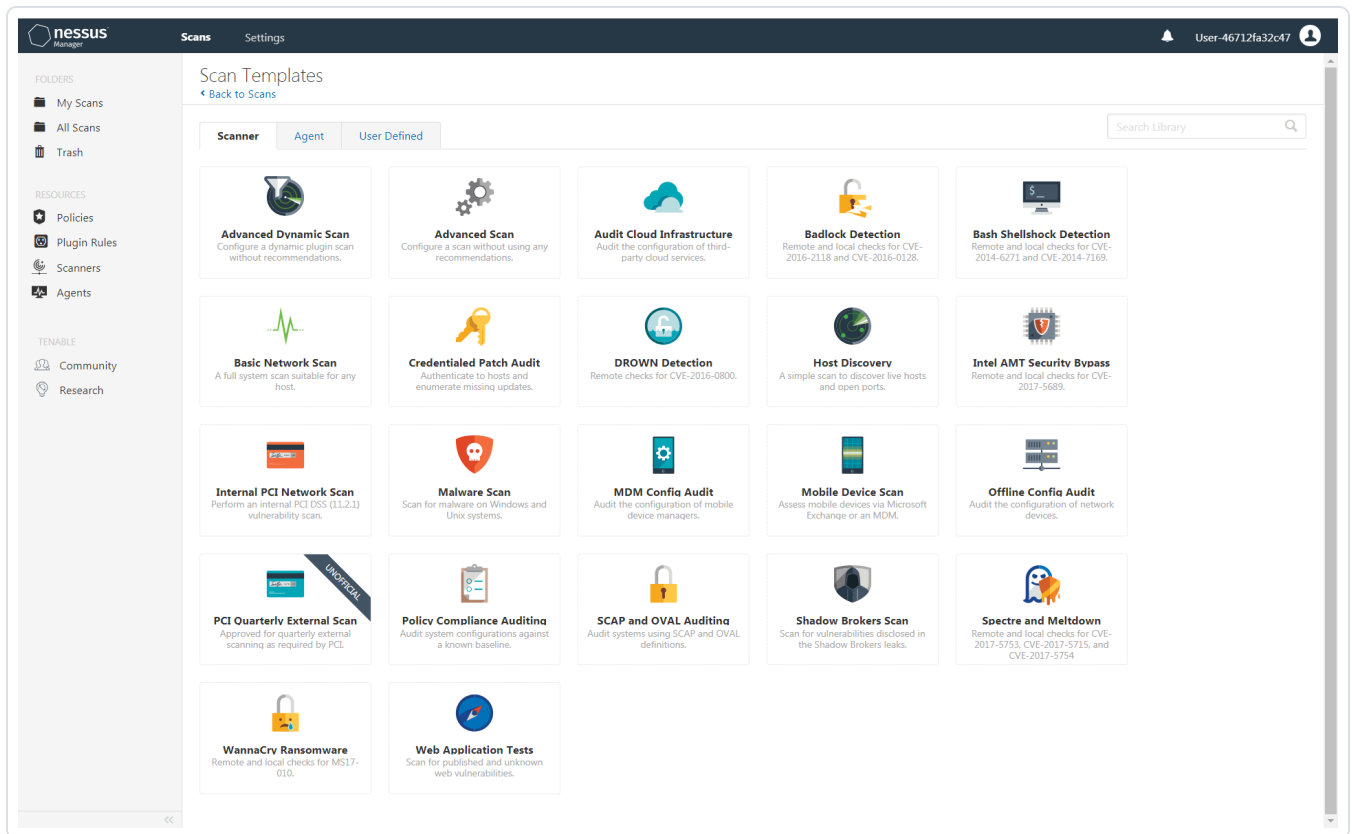 nessus
Manager
Scans
Settings
User-46712fa32c47
FOLDERS
My Scans
All Scans
Trash
RESOURCES
Policies
Plugin Rules
Scanners
Agents
TENABLE
Community
Research
Scan Templates
Back to Scans
Scanner
Agent
User Defined
Search Library
Advanced Dynamic Scan
Configure a dynamic plugin scan
without recommendations.
Advanced Scan
Configure a scan without using any
recommendations.
Audit Cloud Infrastructure
Audit the configuration of third-
party cloud services.
Badlock Detection
Remote and local checks for CVE-
2016-2118 and CVE-2016-0128.
$_
Bash Shellshock Detection
Remote and local checks for CVE-
2014-6271 and CVE-2014-7169.
Basic Network Scan
A full system scan suitable for any
host.
Credentialed Patch Audit
Authenticate to hosts and
enumerate missing updates.
DROWN Detection
Remote checks for CVE-2016-0800.
Host Discovery
A simple scan to discover live hosts
and open ports.
Intel AMT Security Bypass
Remote and local checks for CVE-
2017-5689.
Internal PCI Network Scan
Perform an internal PCI DSS (11.2.1)
vulnerability scan.
Malware Scan
Scan for malware on Windows and
Unix systems.
MDM Config Audit
Audit the configuration of mobile
device managers.
Mobile Device Scan
Assess mobile devices via Microsoft
Exchange or an MDM.
Offline Config Audit
Audit the configuration of network
devices.
UNOFFICIAL
PCI Quarterly External Scan
Approved for quarterly external
scanning as required by PCI.
Policy Compliance Auditing
Audit system configurations against
a known baseline.
SCAP and OVAL Auditing
Audit systems using SCAP and OVAL
definitions.
Shadow Brokers Scan
Scan for vulnerabilities disclosed in
the Shadow Brokers leaks.
Spectre and Meltdown
Remote and local checks for CVE-
2017-5753, CVE-2017-5715, and
CVE-2017-5754
WannaCry Ransomware
Remote and local checks for MS17-
010.
Web Application Tests
Scan for published and unknown
web vulnerabilities.